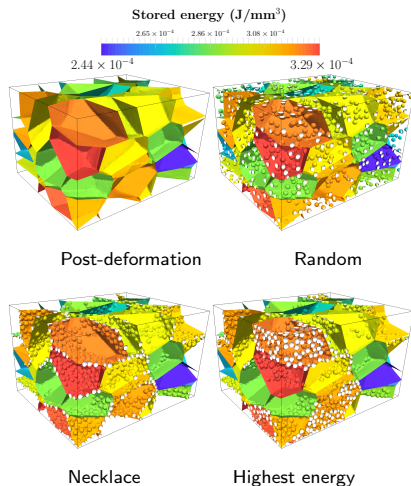 Stored energy (J/mm³)
2.65 × 10⁻⁴ 2.86 × 10⁻⁴ 3.08 × 10⁻⁴
2.44 × 10⁻⁴ 3.29 × 10⁻⁴
Post-deformation Random
Necklace Highest energy